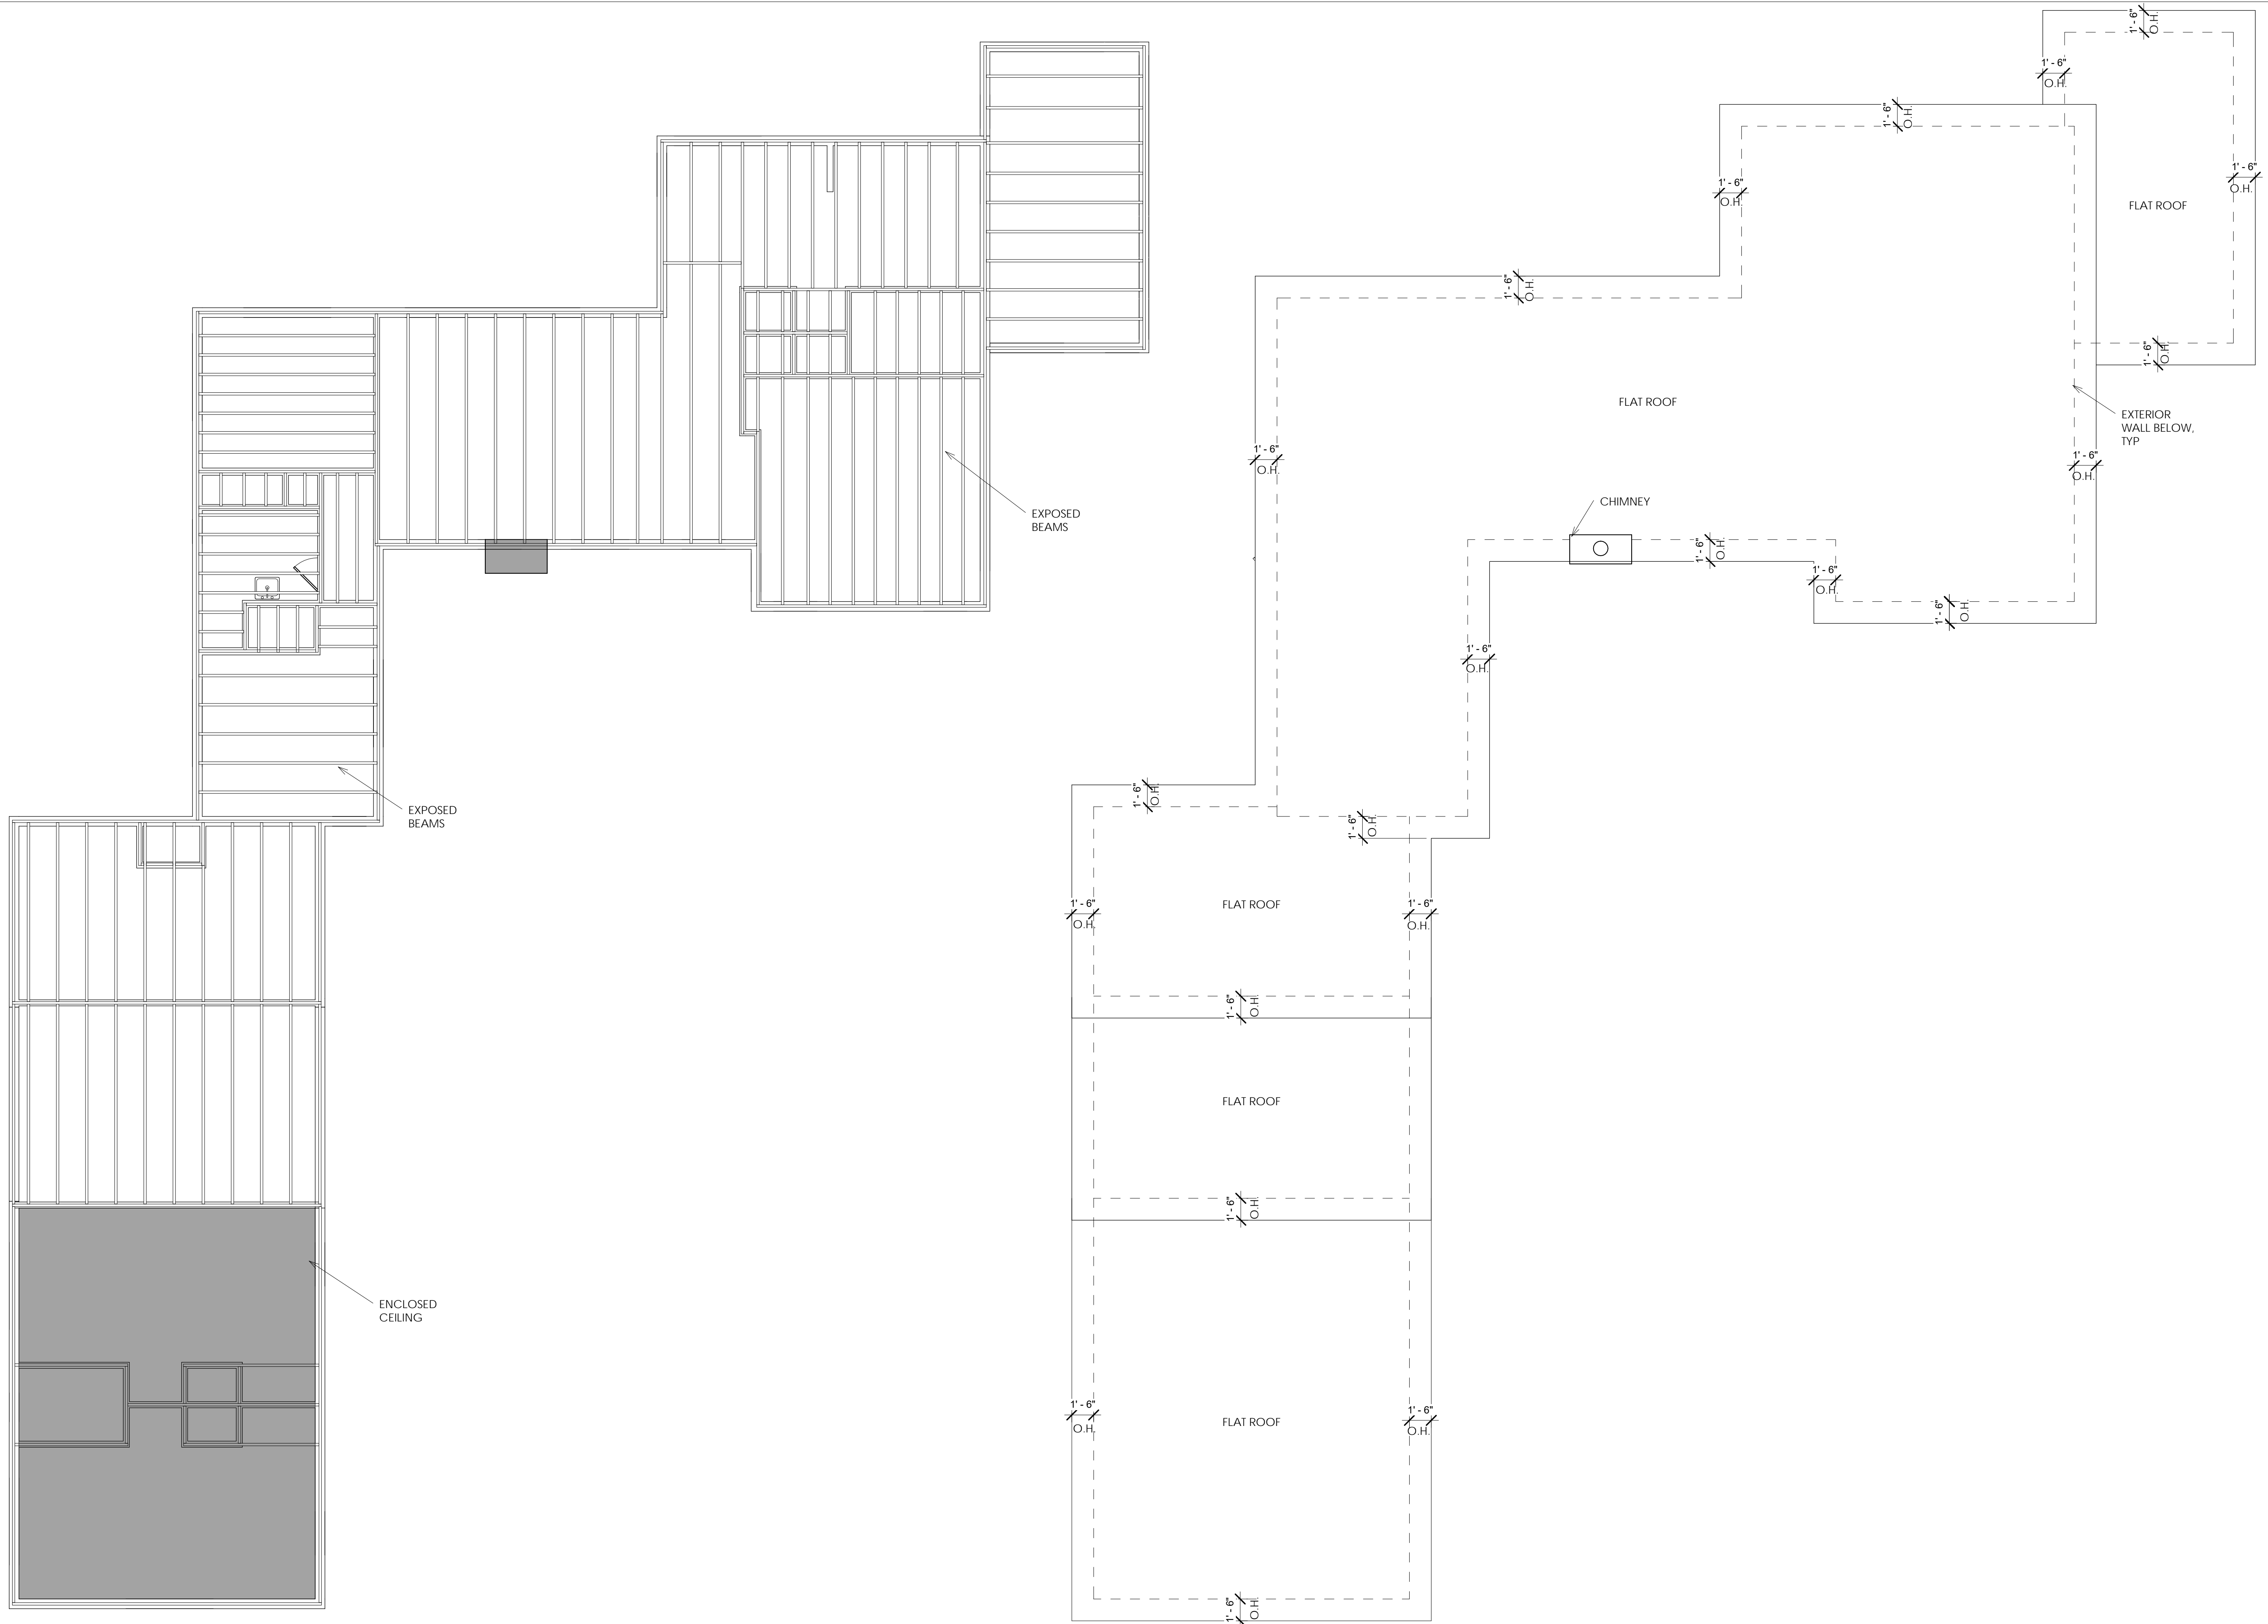 EXPOSED
BEAMS
EXPOSED
BEAMS
ENCLOSED
CEILING
1' - 6"
O.H.
1' - 6"
O.H.
1' - 6"
O.H.
1' - 6"
O.H.
1' - 6"
O.H.
FLAT ROOF
1' - 6"
O.H.
1' - 6"
O.H.
FLAT ROOF
EXTERIOR
WALL BELOW,
TYP
1' - 6"
O.H.
1' - 6"
O.H.
CHIMNEY
1' - 6"
O.H.
1' - 6"
O.H.
1' - 6"
O.H.
1' - 6"
O.H.
1' - 6"
O.H.
1' - 6"
O.H.
1' - 6"
O.H.
FLAT ROOF
1' - 6"
O.H.
1' - 6"
O.H.
FLAT ROOF
1' - 6"
O.H.
1' - 6"
O.H.
FLAT ROOF
1' - 6"
O.H.
1' - 6"
O.H.